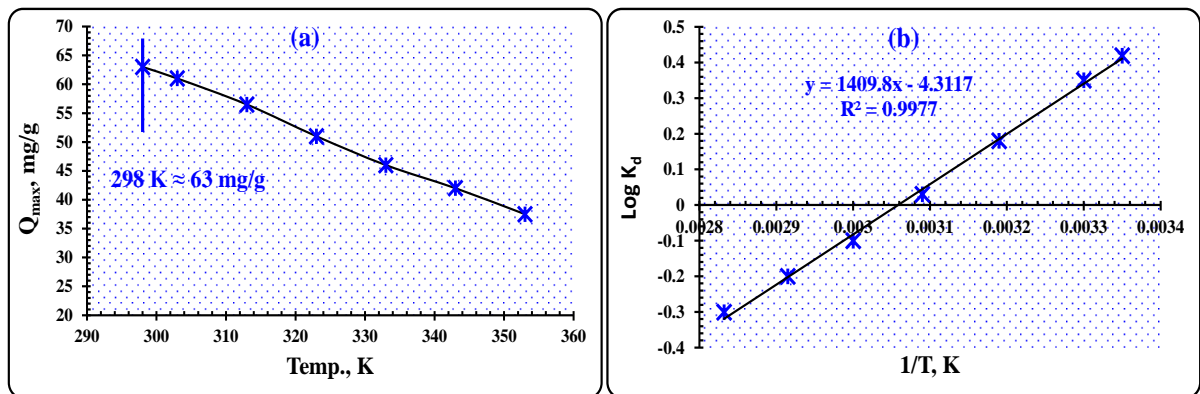 (a)
70
65
60
55
50
45
40
35
30
25
20
Qmax, mg/g
298 K ≈ 63 mg/g
290 300 310 320 330 340 350 360
Temp., K
(b)
0.5
0.4
0.3
0.2
0.1
0
-0.1
-0.2
-0.3
-0.4
Log Kd
y = 1409.8x - 4.3117
R² = 0.9977
0.0028 0.0029 0.003 0.0031 0.0032 0.0033 0.0034
1/T, K